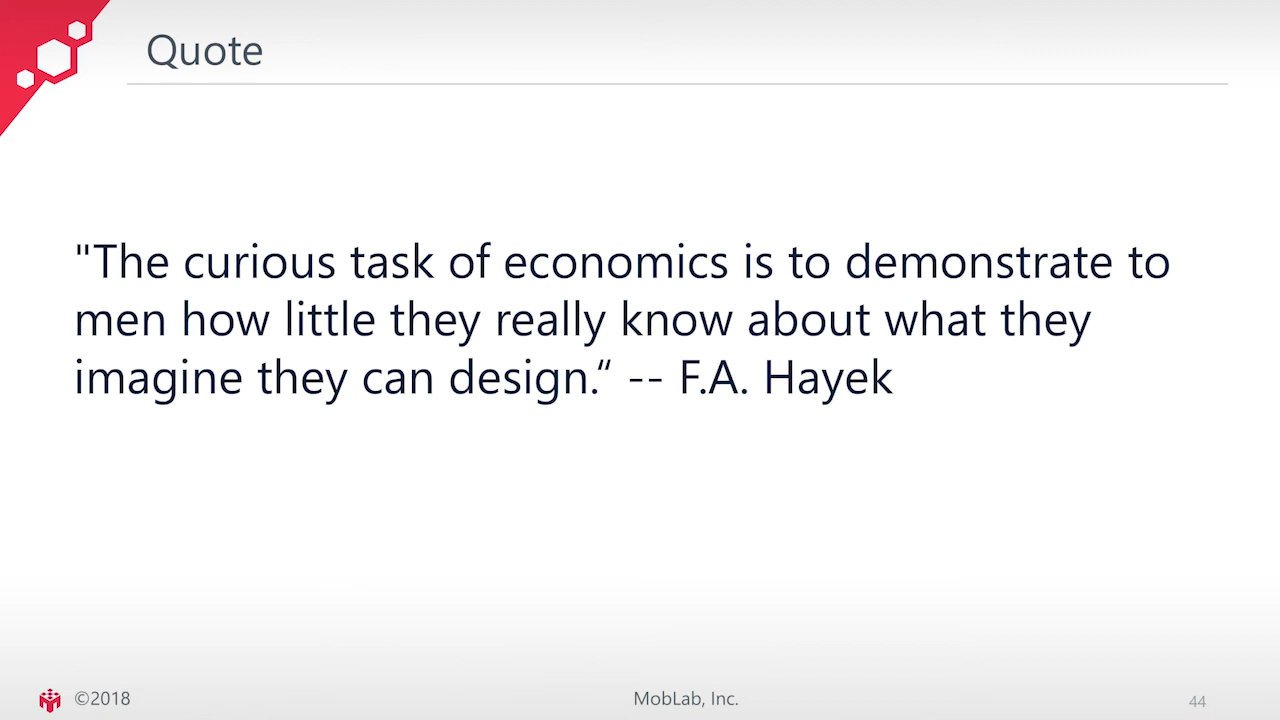 Quote
"The curious task of economics is to demonstrate to
men how little they really know about what they
imagine they can design.“ -- F.A. Hayek
©2018
MobLab, Inc.
44